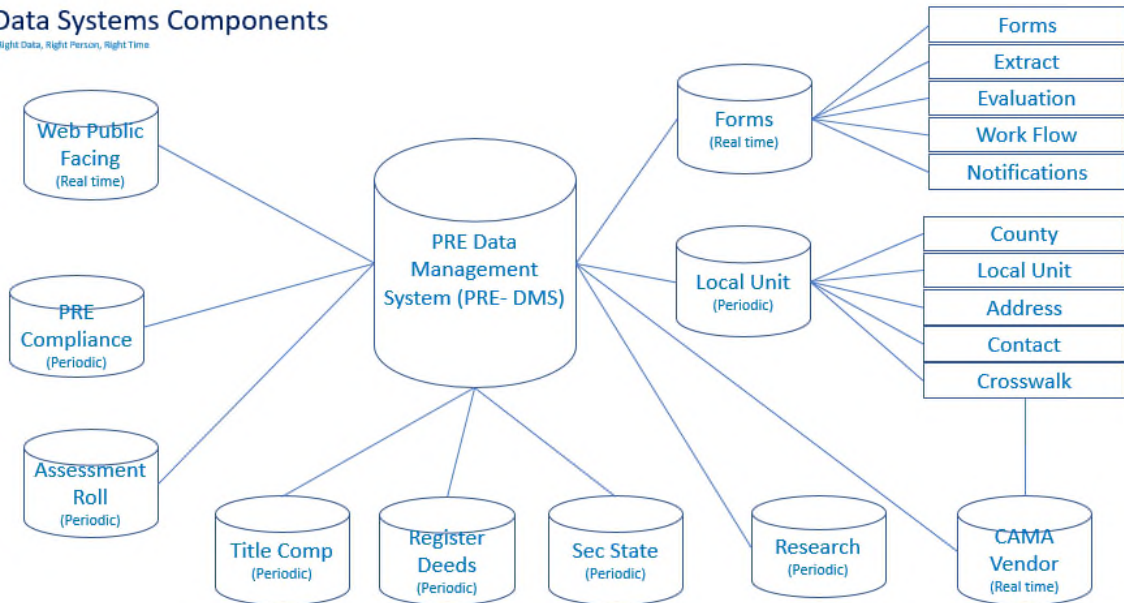 Data Systems Components
Right Data, Right Person, Right Time
Web Public
Facing
(Real time)
PRE
Compliance
(Periodic)
Assessment
Roll
(Periodic)
PRE Data
Management
System (PRE- DMS)
Title Comp
(Periodic)
Register
Deeds
(Periodic)
Sec State
(Periodic)
Research
(Periodic)
CAMA
Vendor
(Real time)
Forms
(Real time)
Forms
Extract
Evaluation
Work Flow
Notifications
Local Unit
(Periodic)
County
Local Unit
Address
Contact
Crosswalk